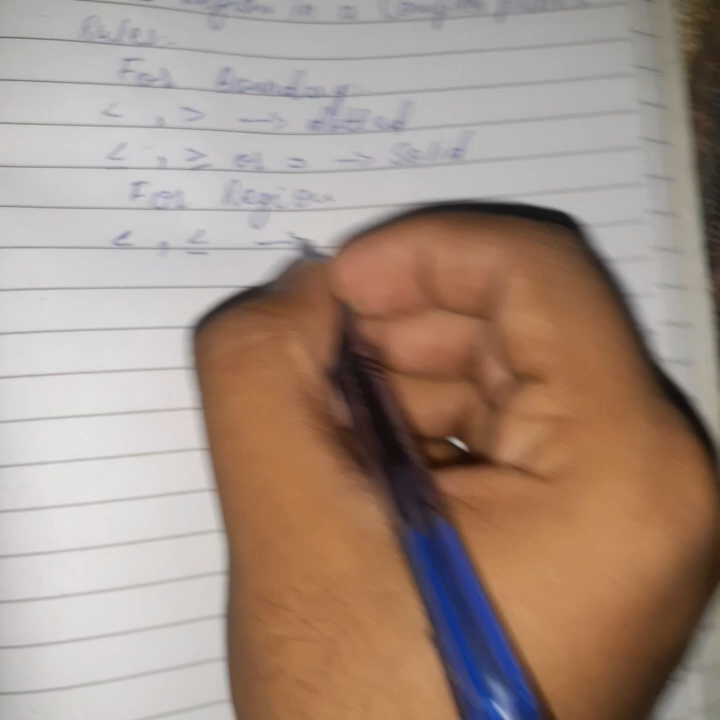 Rules.
For Boundary
< , > → dotted
≤ , ≥ or = → Solid
For Region
< , ≤ →